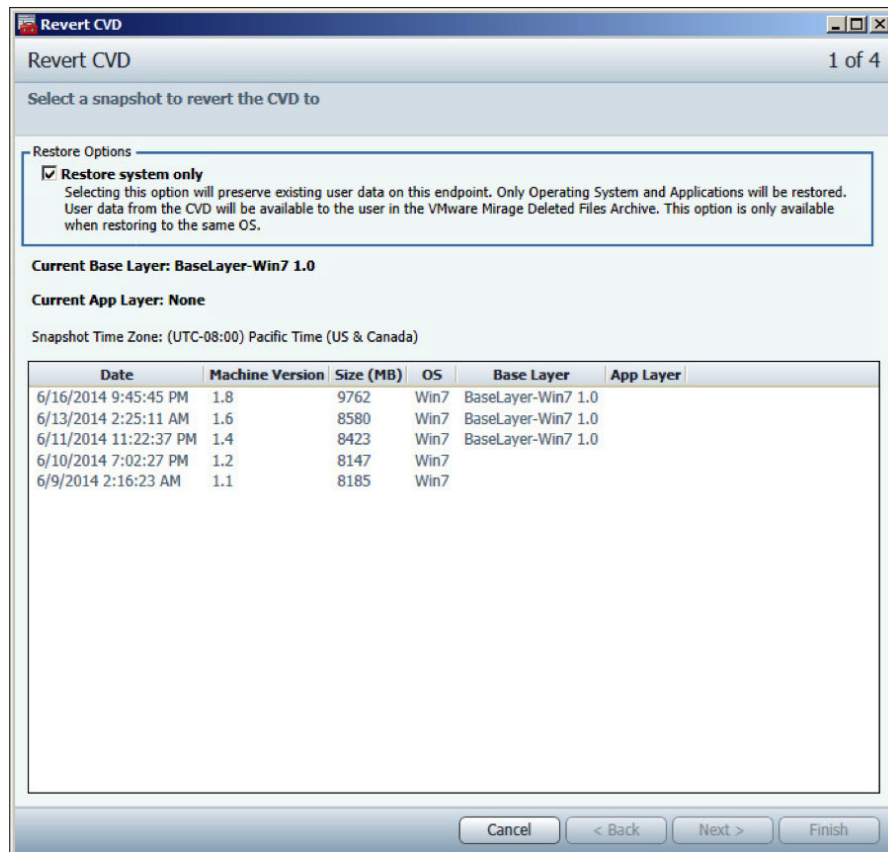 Revert CVD
Revert CVD 1 of 4
Select a snapshot to revert the CVD to
Restore Options
Restore system only
Selecting this option will preserve existing user data on this endpoint. Only Operating System and Applications will be restored.
User data from the CVD will be available to the user in the VMware Mirage Deleted Files Archive. This option is only available
when restoring to the same OS.
Current Base Layer: BaseLayer-Win7 1.0
Current App Layer: None
Snapshot Time Zone: (UTC-08:00) Pacific Time (US & Canada)
Date Machine Version Size (MB) OS Base Layer App Layer
6/16/2014 9:45:45 PM 1.8 9762 Win7 BaseLayer-Win7 1.0
6/13/2014 2:25:11 AM 1.6 8580 Win7 BaseLayer-Win7 1.0
6/11/2014 11:22:37 PM 1.4 8423 Win7 BaseLayer-Win7 1.0
6/10/2014 7:02:27 PM 1.2 8147 Win7
6/9/2014 2:16:23 AM 1.1 8185 Win7
Cancel < Back Next > Finish